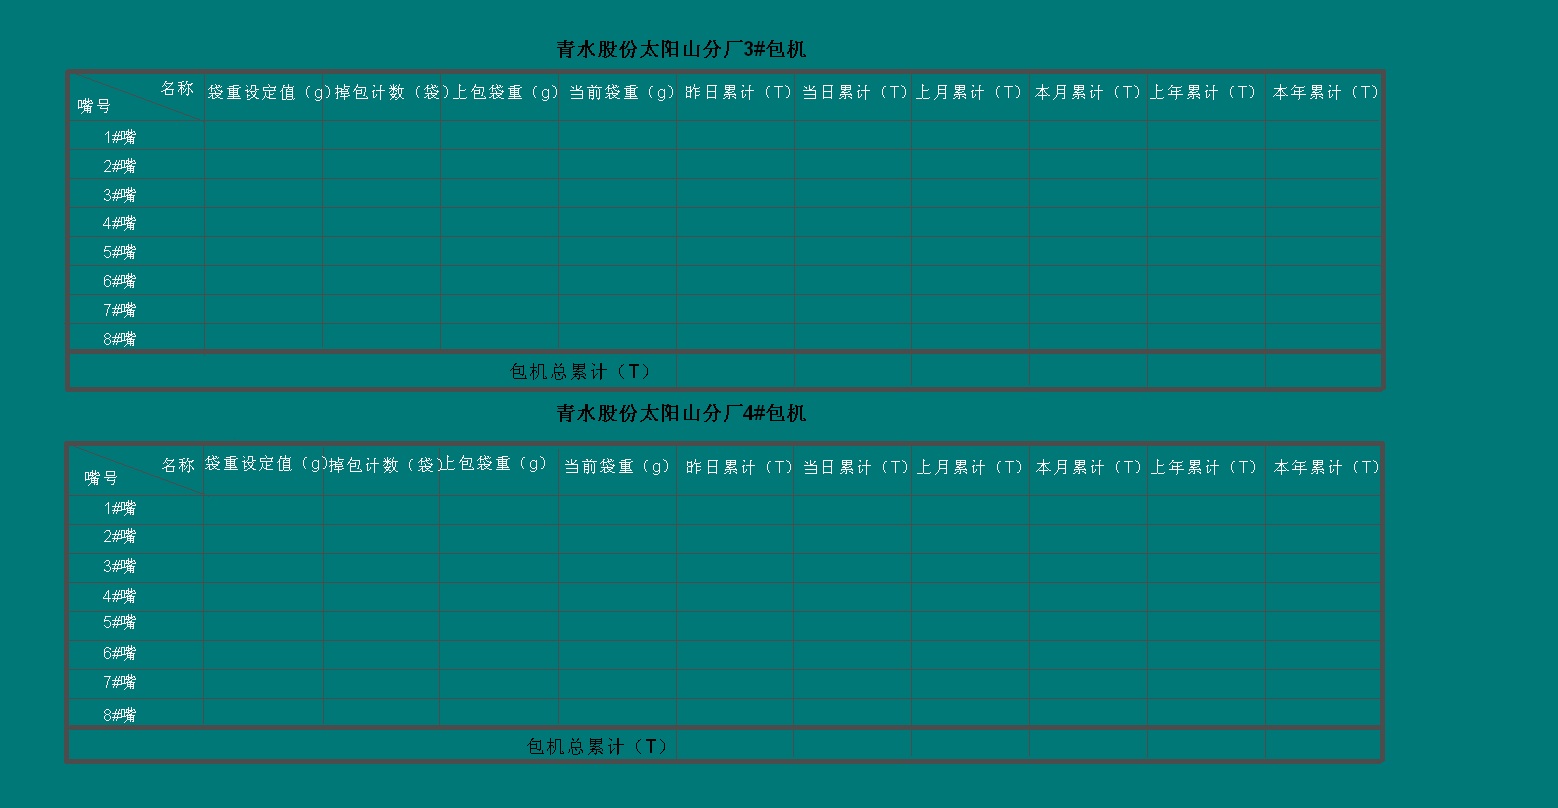 青水股份太阳山分厂3#包机
名称 袋重设定值（g) 掉包计数（袋） 上包袋重（g） 当前袋重（g） 昨日累计（T） 当日累计（T） 上月累计（T） 本月累计（T） 上年累计（T） 本年累计（T）
嘴号
1#嘴
2#嘴
3#嘴
4#嘴
5#嘴
6#嘴
7#嘴
8#嘴
包机总累计（T）
青水股份太阳山分厂4#包机
名称 袋重设定值（g) 掉包计数（袋） 上包袋重（g） 当前袋重（g） 昨日累计（T） 当日累计（T） 上月累计（T） 本月累计（T） 上年累计（T） 本年累计（T）
嘴号
1#嘴
2#嘴
3#嘴
4#嘴
5#嘴
6#嘴
7#嘴
8#嘴
包机总累计（T）